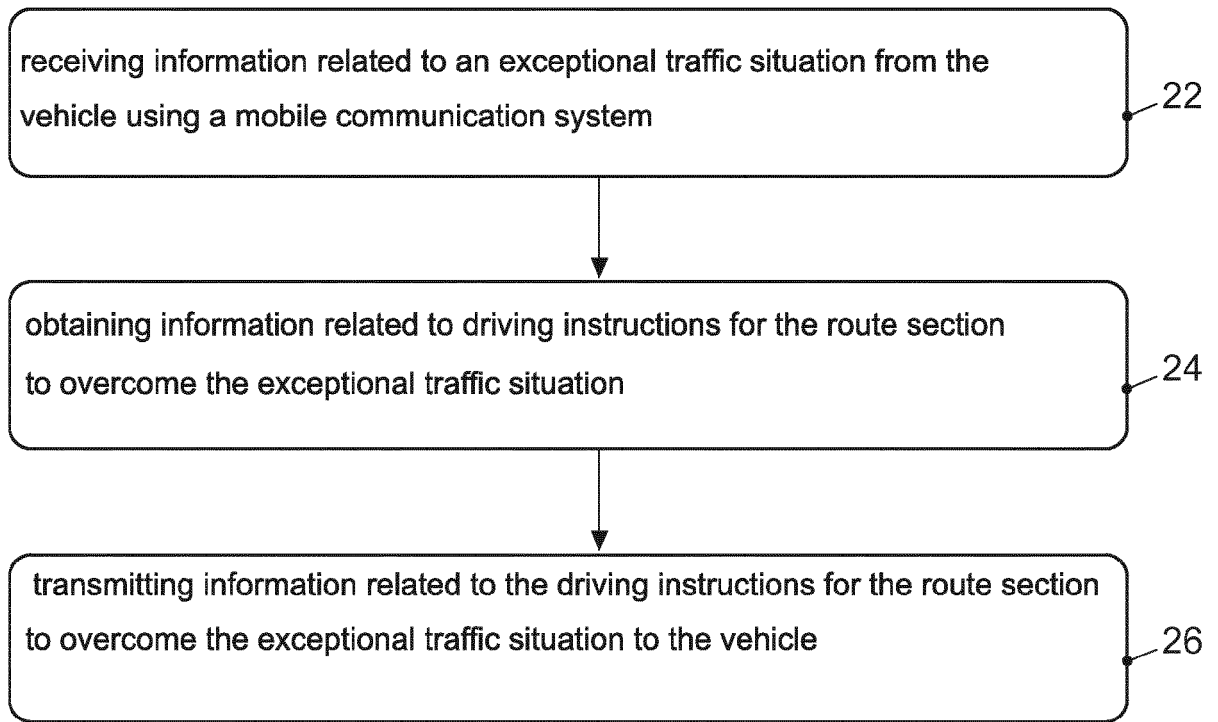 receiving information related to an exceptional traffic situation from the
vehicle using a mobile communication system
22
obtaining information related to driving instructions for the route section
to overcome the exceptional traffic situation
24
transmitting information related to the driving instructions for the route section
to overcome the exceptional traffic situation to the vehicle
26